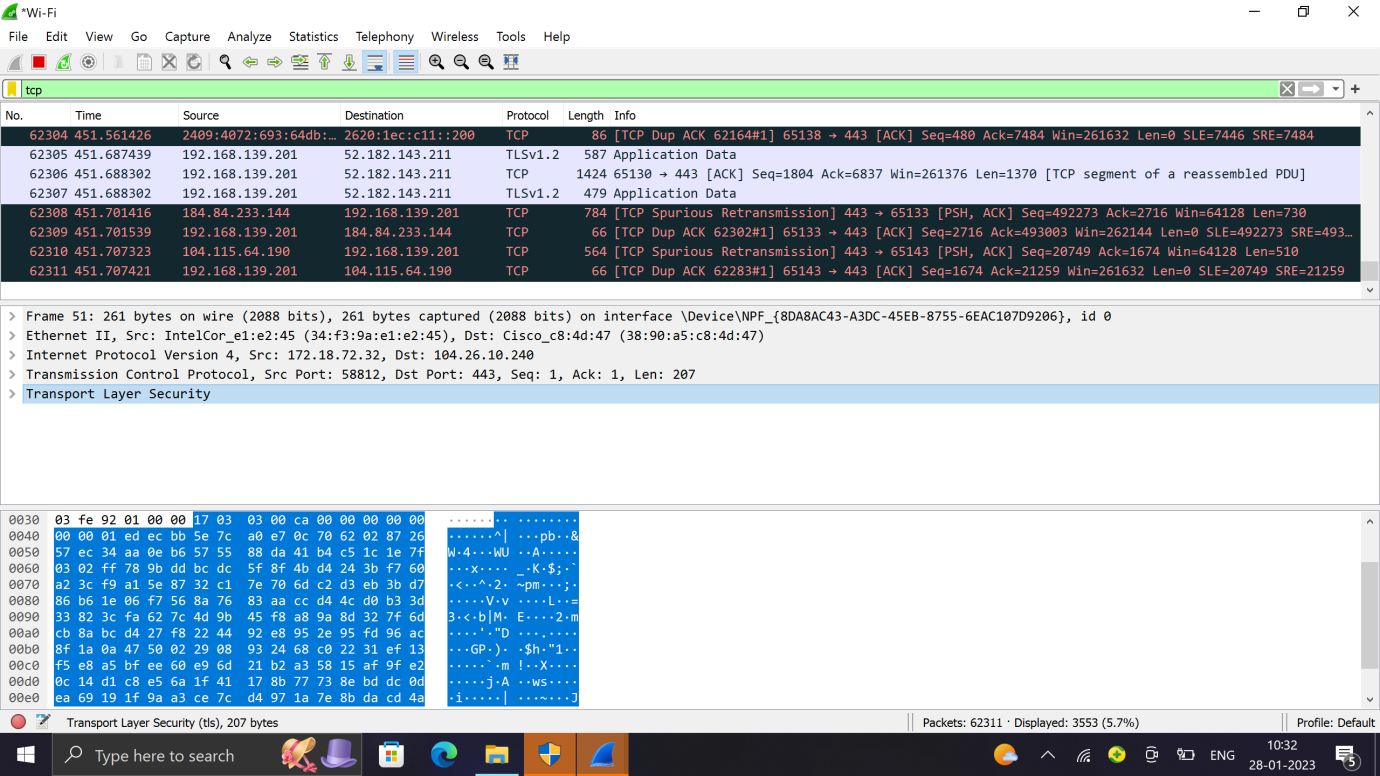 *Wi-Fi
File Edit View Go Capture Analyze Statistics Telephony Wireless Tools Help
tcp
No. Time Source Destination Protocol Length Info
62304 451.561426 2409:4072:693:64db:… 2620:1ec:c11::200 TCP 86 [TCP Dup ACK 62164#1] 65138 → 443 [ACK] Seq=480 Ack=7484 Win=261632 Len=0 SLE=7446 SRE=7484
62305 451.687439 192.168.139.201 52.182.143.211 TLSv1.2 587 Application Data
62306 451.688302 192.168.139.201 52.182.143.211 TCP 1424 65130 → 443 [ACK] Seq=1804 Ack=6837 Win=261376 Len=1370 [TCP segment of a reassembled PDU]
62307 451.688302 192.168.139.201 52.182.143.211 TLSv1.2 479 Application Data
62308 451.701416 184.84.233.144 192.168.139.201 TCP 784 [TCP Spurious Retransmission] 443 → 65133 [PSH, ACK] Seq=492273 Ack=2716 Win=64128 Len=730
62309 451.701539 192.168.139.201 184.84.233.144 TCP 66 [TCP Dup ACK 62302#1] 65133 → 443 [ACK] Seq=2716 Ack=493003 Win=262144 Len=0 SLE=492273 SRE=493…
62310 451.707323 104.115.64.190 192.168.139.201 TCP 564 [TCP Spurious Retransmission] 443 → 65143 [PSH, ACK] Seq=20749 Ack=1674 Win=64128 Len=510
62311 451.707421 192.168.139.201 104.115.64.190 TCP 66 [TCP Dup ACK 62283#1] 65143 → 443 [ACK] Seq=1674 Ack=21259 Win=261632 Len=0 SLE=20749 SRE=21259
Frame 51: 261 bytes on wire (2088 bits), 261 bytes captured (2088 bits) on interface \Device\NPF_{8DA8AC43-A3DC-45EB-8755-6EAC107D9206}, id 0
Ethernet II, Src: IntelCor_e1:e2:45 (34:f3:9a:e1:e2:45), Dst: Cisco_c8:4d:47 (38:90:a5:c8:4d:47)
Internet Protocol Version 4, Src: 172.18.72.32, Dst: 104.26.10.240
Transmission Control Protocol, Src Port: 58812, Dst Port: 443, Seq: 1, Ack: 1, Len: 207
Transport Layer Security
0030 03 fe 92 01 00 00 17 03 03 00 ca 00 00 00 00 00 ········ ········
0040 00 00 01 ed ec bb 5e 7c a0 e7 0c 70 62 02 87 26 ······^| ···pb··&
0050 57 ec 34 aa 0e b6 57 55 88 da 41 b4 c5 1c 1e 7f W·4···WU ··A·····
0060 03 02 ff 78 9b dd bc dc 5f 8f 4b d4 24 3b f7 60 ···x···· _·K·$;·`
0070 a2 3c f9 a1 5e 87 32 c1 7e 70 6d c2 d3 eb 3b d7 ·<··^·2· ~pm···;·
0080 86 b6 1e 06 f7 56 8a 76 83 aa cc d4 4c d0 b3 3d ·····V·v ····L··=
0090 33 82 3c fa 62 7c 4d 9b 45 f8 a8 9a 8d 32 7f 6d 3·<·b|M· E····2·m
00a0 cb 8a bc d4 27 f8 22 44 92 e8 95 2e 95 fd 96 ac ····'·"D ···.····
00b0 8f 1a 0a 47 50 02 29 08 93 24 68 c0 22 31 ef 13 ···GP·)· ·$h·"1··
00c0 f5 e8 a5 bf ee 60 e9 6d 21 b2 a3 58 15 af 9f e2 ·····`·m !··X····
00d0 0c 14 d1 c8 e5 6a 1f 41 17 8b 77 73 8e bd dc 0d ·····j·A ··ws····
00e0 ea 69 19 1f 9a a3 ce 7c d4 97 1a 7e 8b da cd 4a ·i·····| ···~···J
Transport Layer Security (tls), 207 bytes Packets: 62311 · Displayed: 3553 (5.7%) Profile: Default
Type here to search ENG 10:32
28-01-2023 5